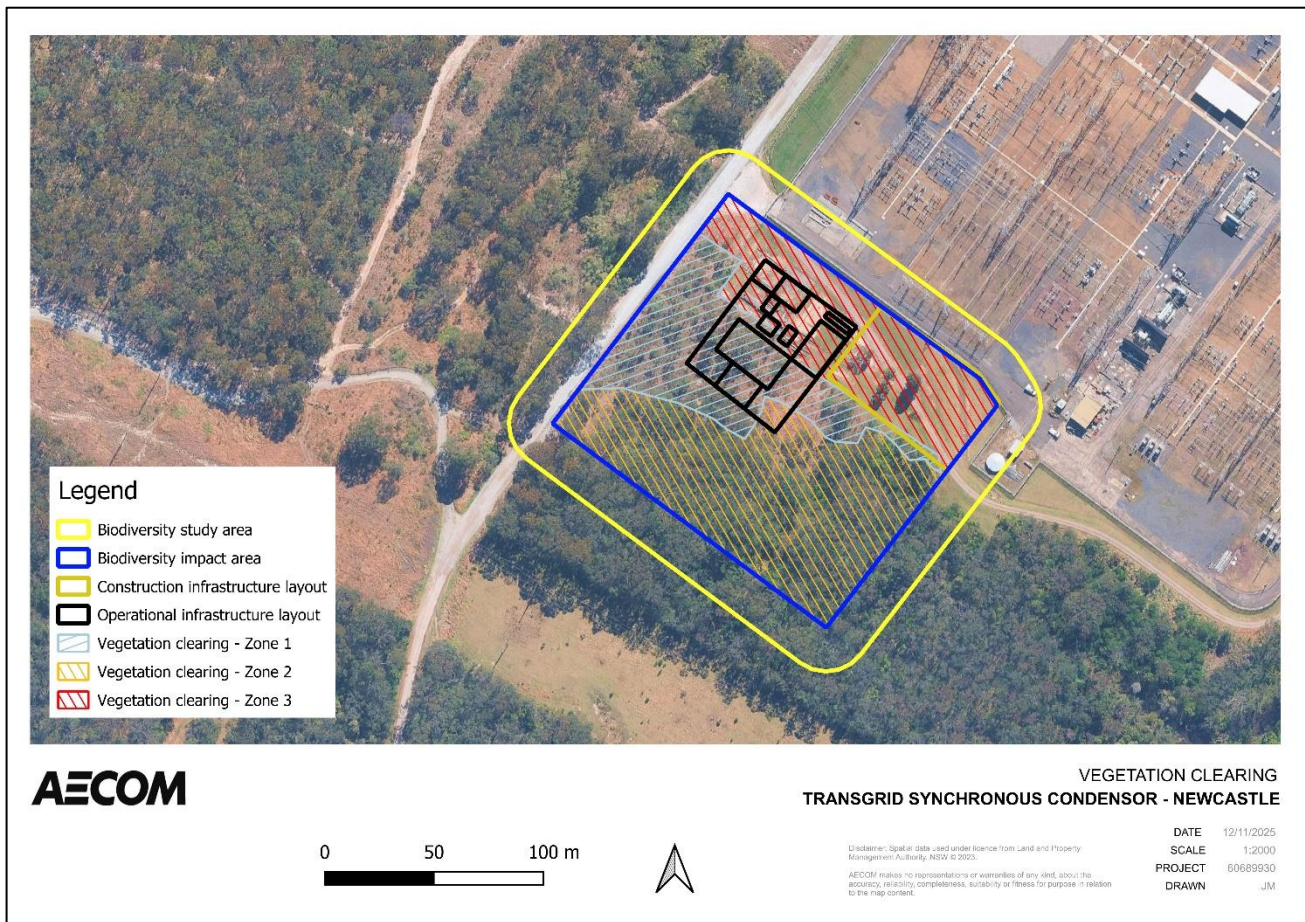 Legend
Biodiversity study area
Biodiversity impact area
Construction infrastructure layout
Operational infrastructure layout
Vegetation clearing - Zone 1
Vegetation clearing - Zone 2
Vegetation clearing - Zone 3
AECOM
VEGETATION CLEARING
TRANSGRID SYNCHRONOUS CONDENSOR - NEWCASTLE
0 50 100 m
Disclaimer: Spatial data used under licence from Land and Property
Management Authority, NSW © 2023.
AECOM makes no representations or warranties of any kind, about the
accuracy, reliability, completeness, suitability or fitness for purpose in relation
to the map content.
DATE 12/11/2025
SCALE 1:2000
PROJECT 60689930
DRAWN JM